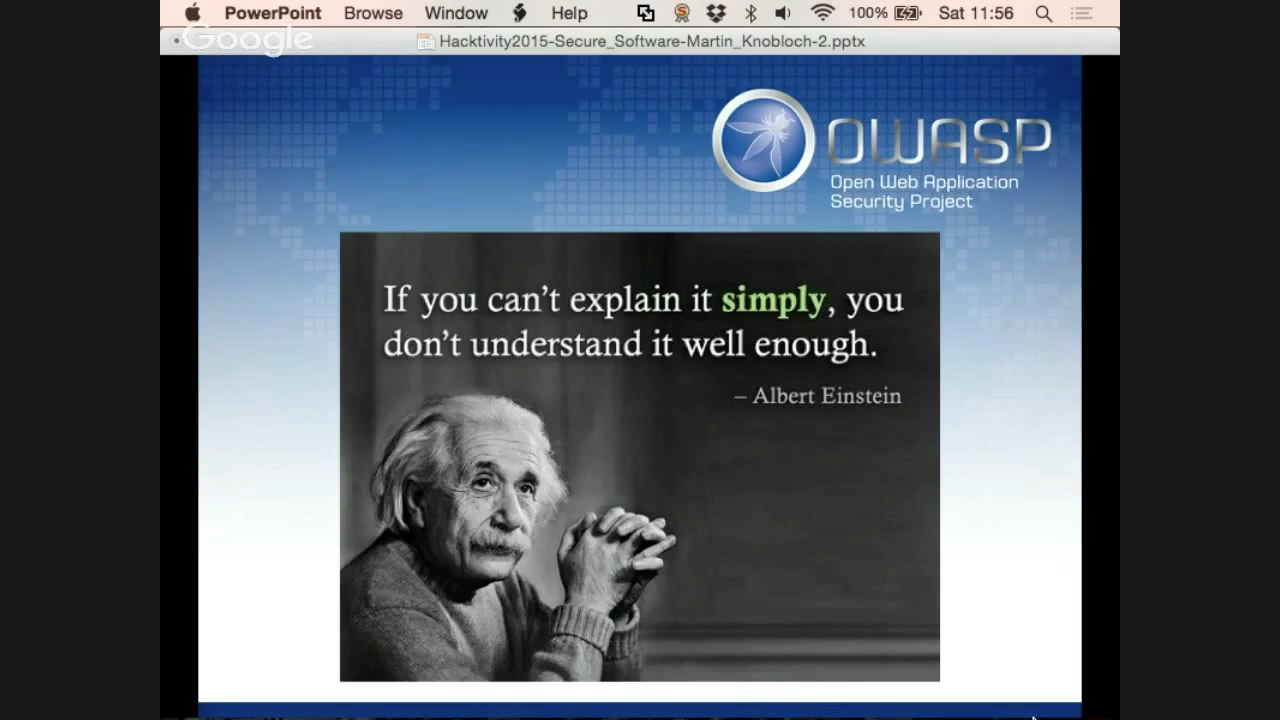 PowerPoint Browse Window Help 100% Sat 11:56
Google
Hacktivity2015-Secure_Software-Martin_Knobloch-2.pptx
OWASP
Open Web Application
Security Project
If you can't explain it simply, you
don't understand it well enough.
– Albert Einstein